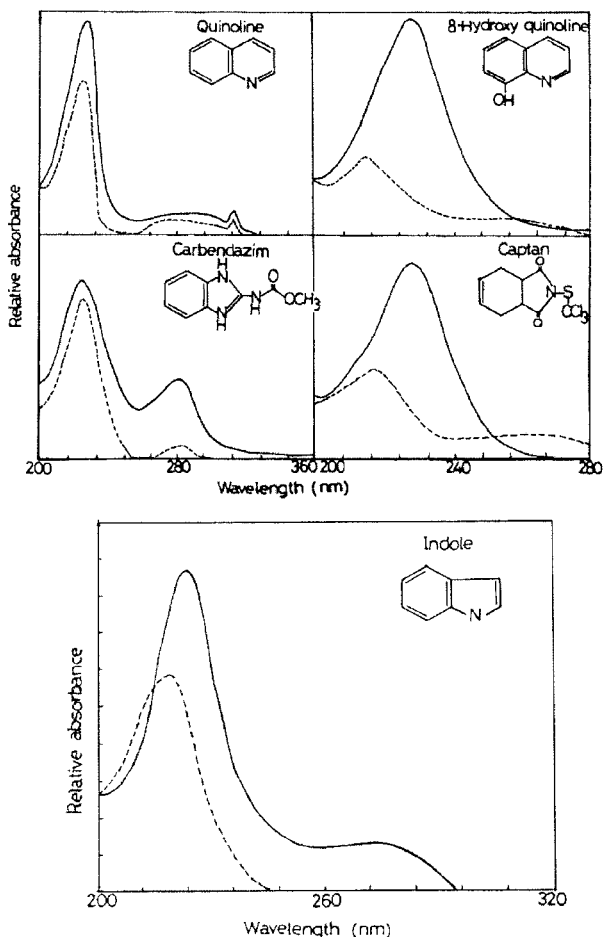 Quinoline
N
8-Hydroxy quinoline
OH
N
Relative absorbance
Carbendazim
H
N
N
H
N
H
O
C
OCH3
Captan
O
N-S
O
CCl3
200 280 360
200 240 280
Wavelength (nm)
Indole
N
Relative absorbance
200 260 320
Wavelength (nm)